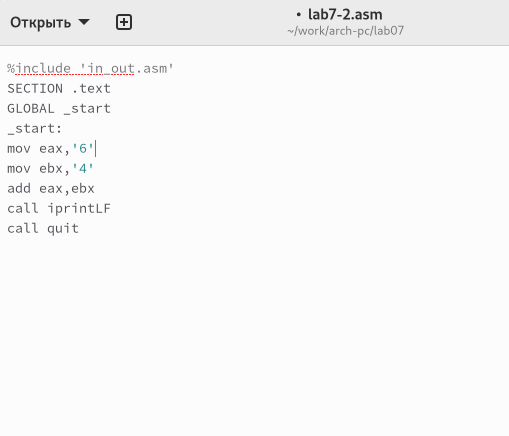 Открыть
• lab7-2.asm
~/work/arch-pc/lab07
%include 'in_out.asm'
SECTION .text
GLOBAL _start
_start:
mov eax,'6'
mov ebx,'4'
add eax,ebx
call iprintLF
call quit